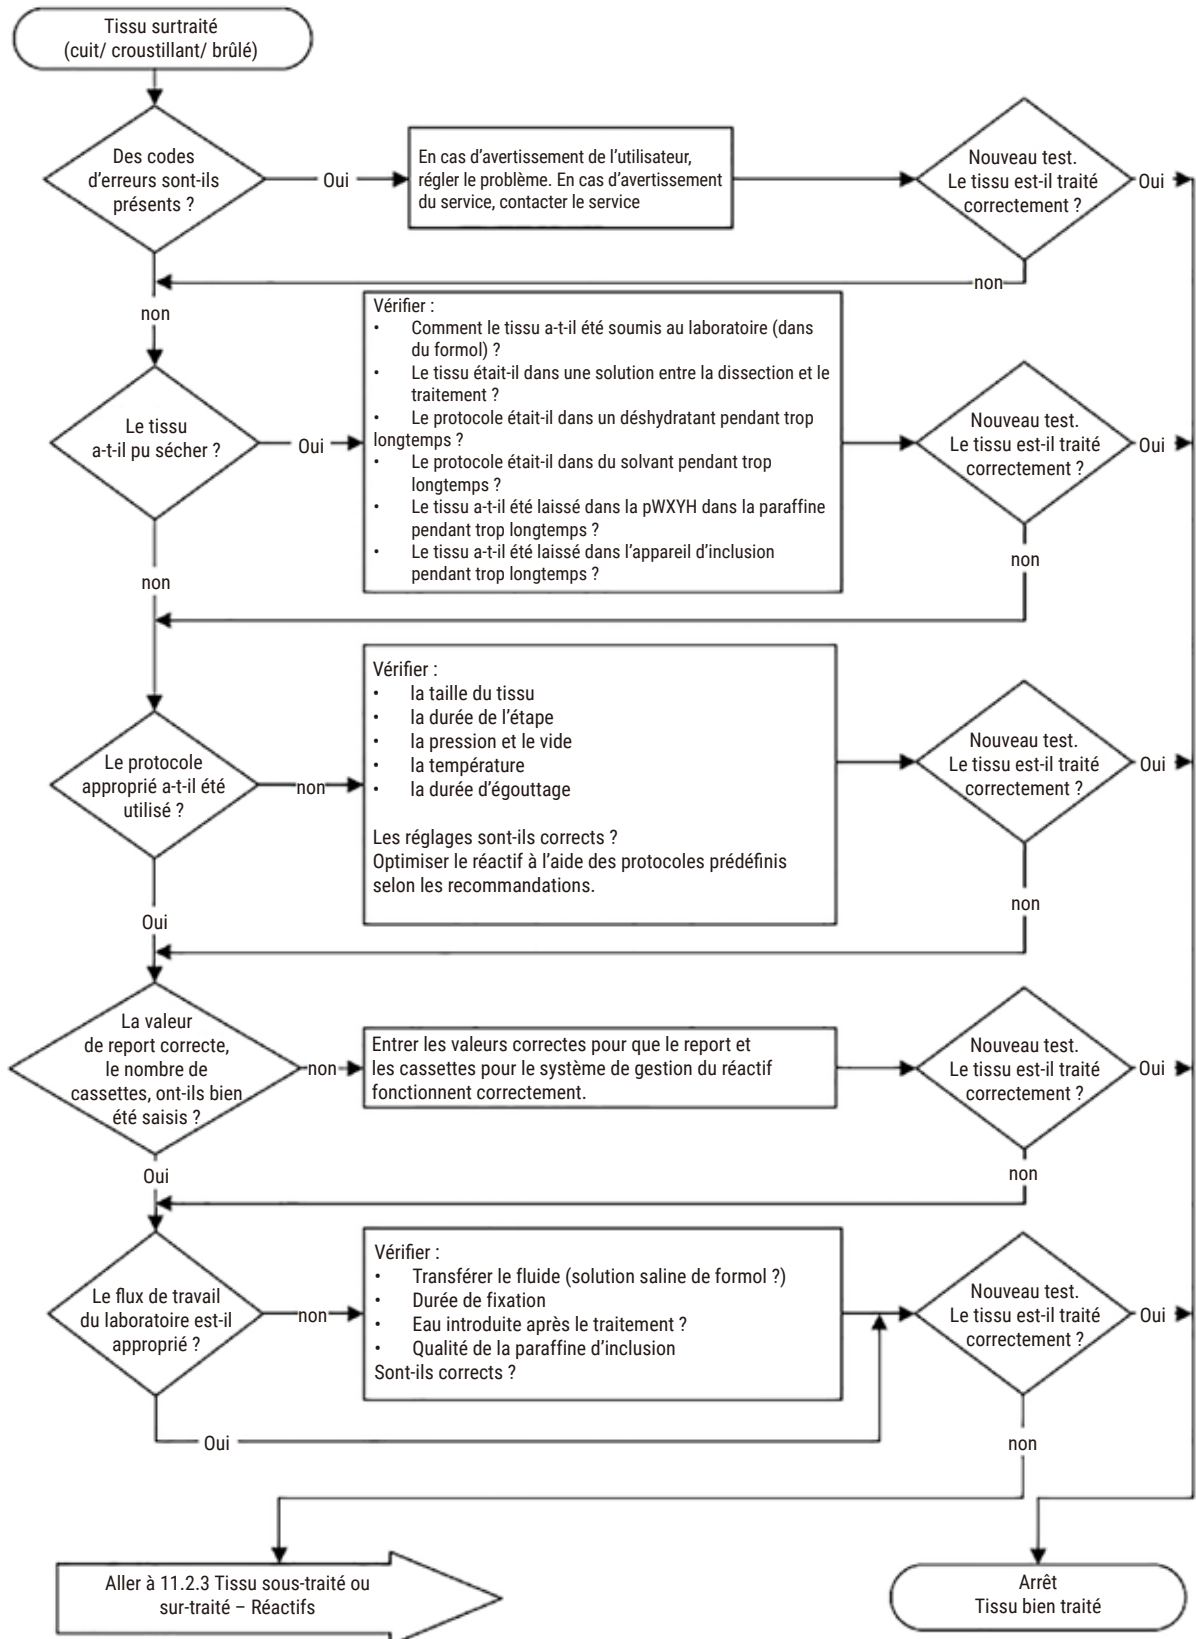 Tissu surtraité
(cuit/ croustillant/ brûlé)
Des codes
d'erreurs sont-ils
présents ?
Oui
En cas d'avertissement de l'utilisateur,
régler le problème. En cas d'avertissement
du service, contacter le service
Nouveau test.
Le tissu est-il traité
correctement ?
Oui
non
non
Le tissu
a-t-il pu sécher ?
Oui
Vérifier :
• Comment le tissu a-t-il été soumis au laboratoire (dans
du formol) ?
• Le tissu était-il dans une solution entre la dissection et le
traitement ?
• Le protocole était-il dans un déshydratant pendant trop
longtemps ?
• Le protocole était-il dans du solvant pendant trop
longtemps ?
• Le tissu a-t-il été laissé dans la pWXYH dans la paraffine
pendant trop longtemps ?
• Le tissu a-t-il été laissé dans l'appareil d'inclusion
pendant trop longtemps ?
Nouveau test.
Le tissu est-il traité
correctement ?
Oui
non
non
Le protocole
approprié a-t-il été
utilisé ?
non
Vérifier :
• la taille du tissu
• la durée de l'étape
• la pression et le vide
• la température
• la durée d'égouttage
Les réglages sont-ils corrects ?
Optimiser le réactif à l'aide des protocoles prédéfinis
selon les recommandations.
Nouveau test.
Le tissu est-il traité
correctement ?
Oui
non
Oui
La valeur
de report correcte,
le nombre de
cassettes, ont-ils bien
été saisis ?
non
Entrer les valeurs correctes pour que le report et
les cassettes pour le système de gestion du réactif
fonctionnent correctement.
Nouveau test.
Le tissu est-il traité
correctement ?
Oui
non
Oui
Le flux de travail
du laboratoire est-il
approprié ?
non
Vérifier :
• Transférer le fluide (solution saline de formol ?)
• Durée de fixation
• Eau introduite après le traitement ?
• Qualité de la paraffine d'inclusion
Sont-ils corrects ?
Nouveau test.
Le tissu est-il traité
correctement ?
Oui
Oui
non
Aller à 11.2.3 Tissu sous-traité ou
sur-traité – Réactifs
Arrêt
Tissu bien traité